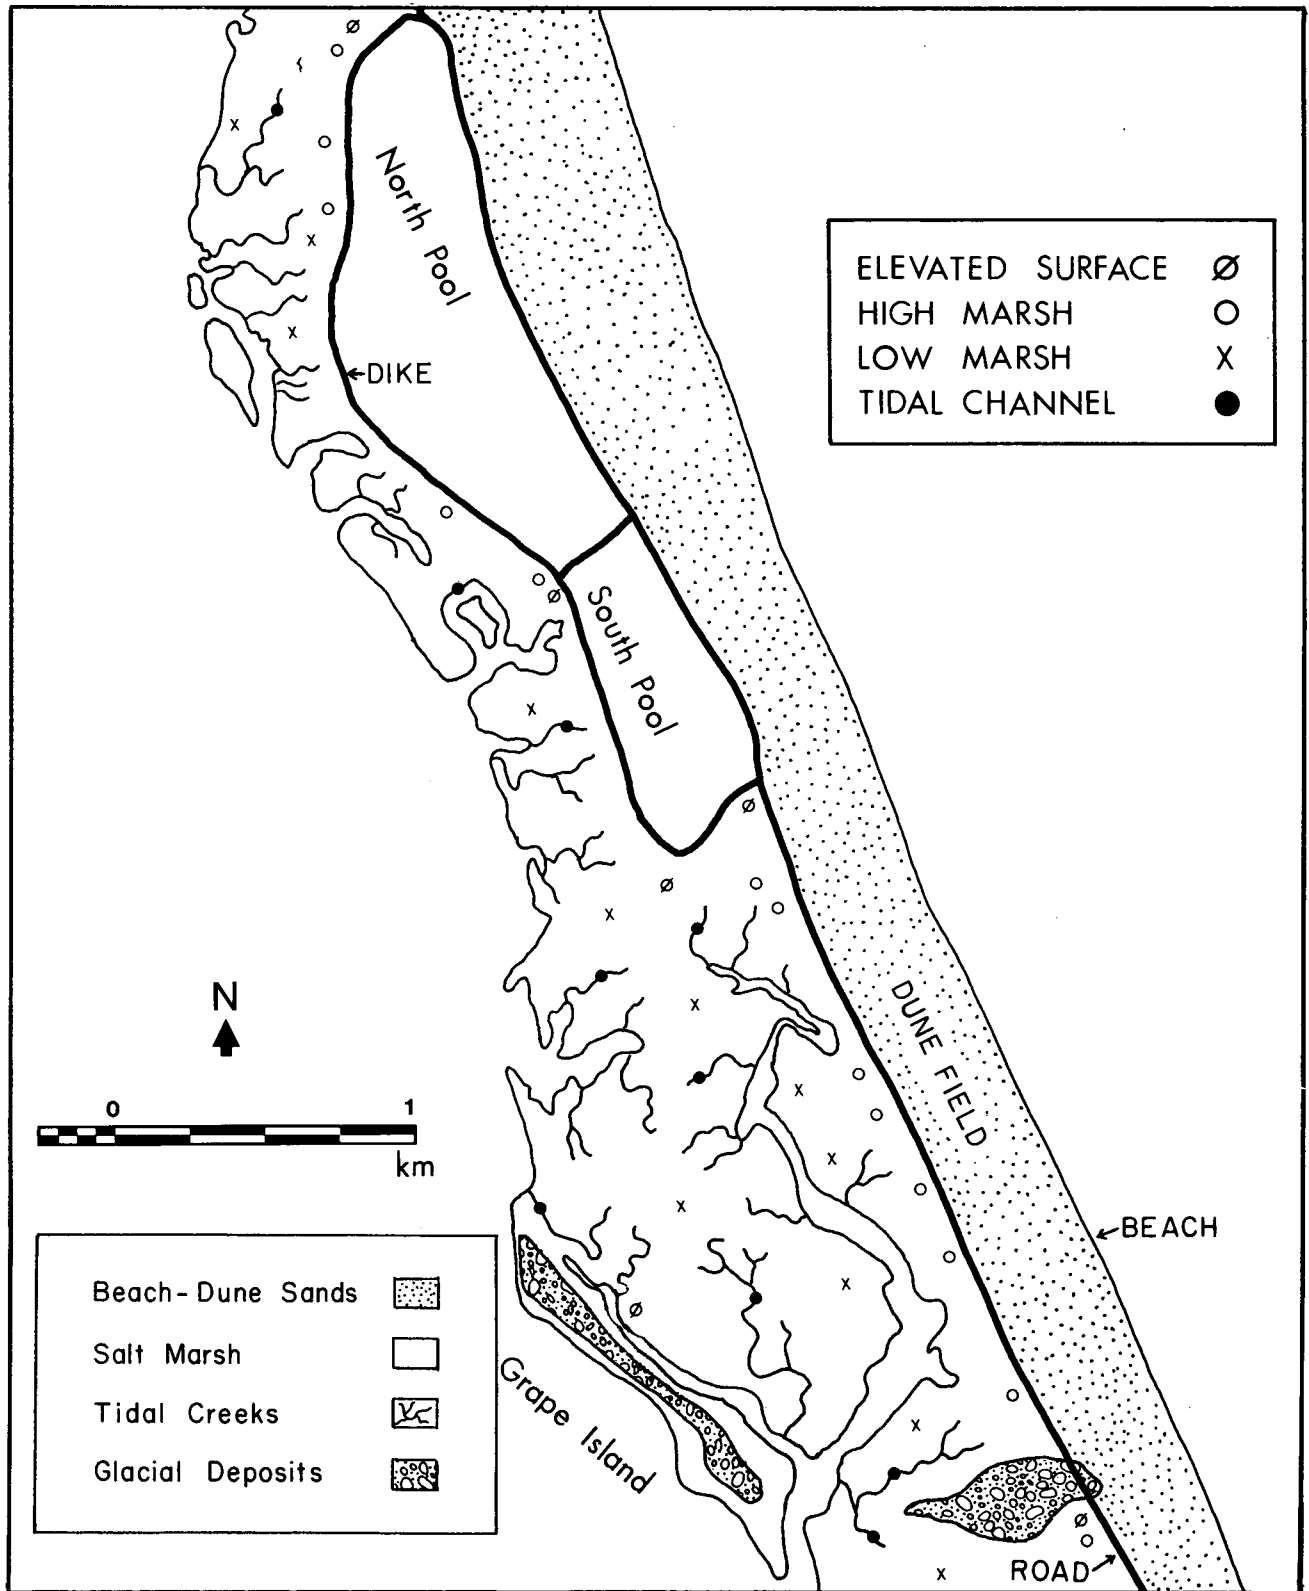 North Pool
DIKE
ELEVATED SURFACE Ø
HIGH MARSH O
LOW MARSH X
TIDAL CHANNEL ●
South Pool
N
DUNE FIELD
0 1
km
BEACH
Beach-Dune Sands
Salt Marsh
Tidal Creeks
Glacial Deposits
Grape Island
ROAD